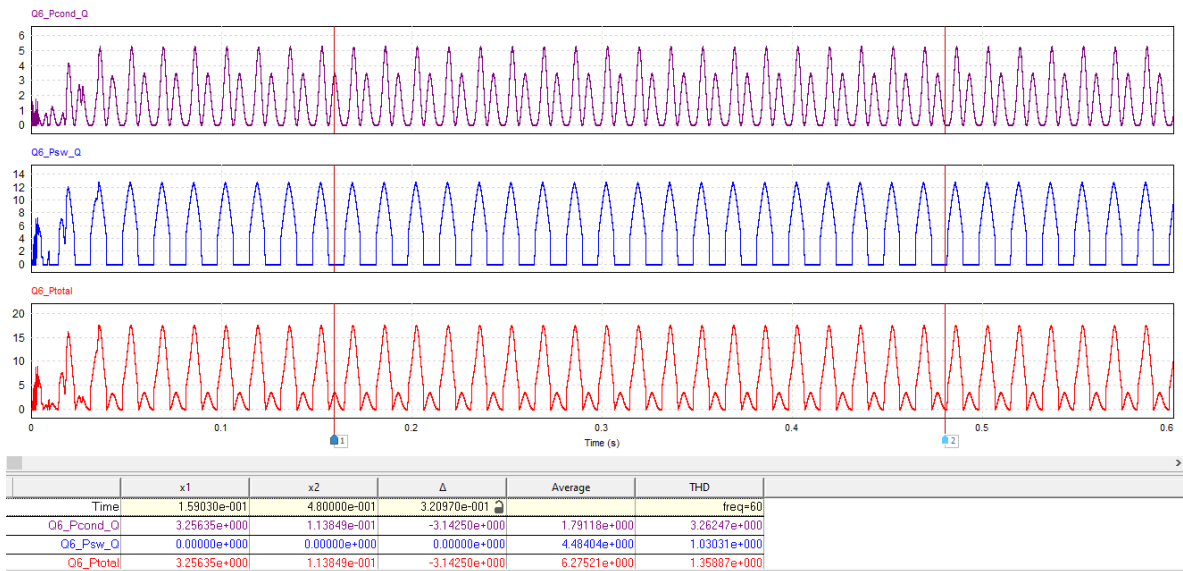 Q6_Pcond_Q
6
5
4
3
2
1
0
Q6_Psw_Q
14
12
10
8
6
4
2
0
Q6_Ptotal
20
15
10
5
0
0 0.1 0.2 0.3 0.4 0.5 0.6
1 2
Time (s)
x1 x2 Δ Average THD
Time 1.59030e-001 4.80000e-001 3.20970e-001 freq=60
Q6_Pcond_Q 3.25635e+000 1.13849e-001 -3.14250e+000 1.79118e+000 3.26247e+000
Q6_Psw_Q 0.00000e+000 0.00000e+000 0.00000e+000 4.48404e+000 1.03031e+000
Q6_Ptotal 3.25635e+000 1.13849e-001 -3.14250e+000 6.27521e+000 1.35887e+000